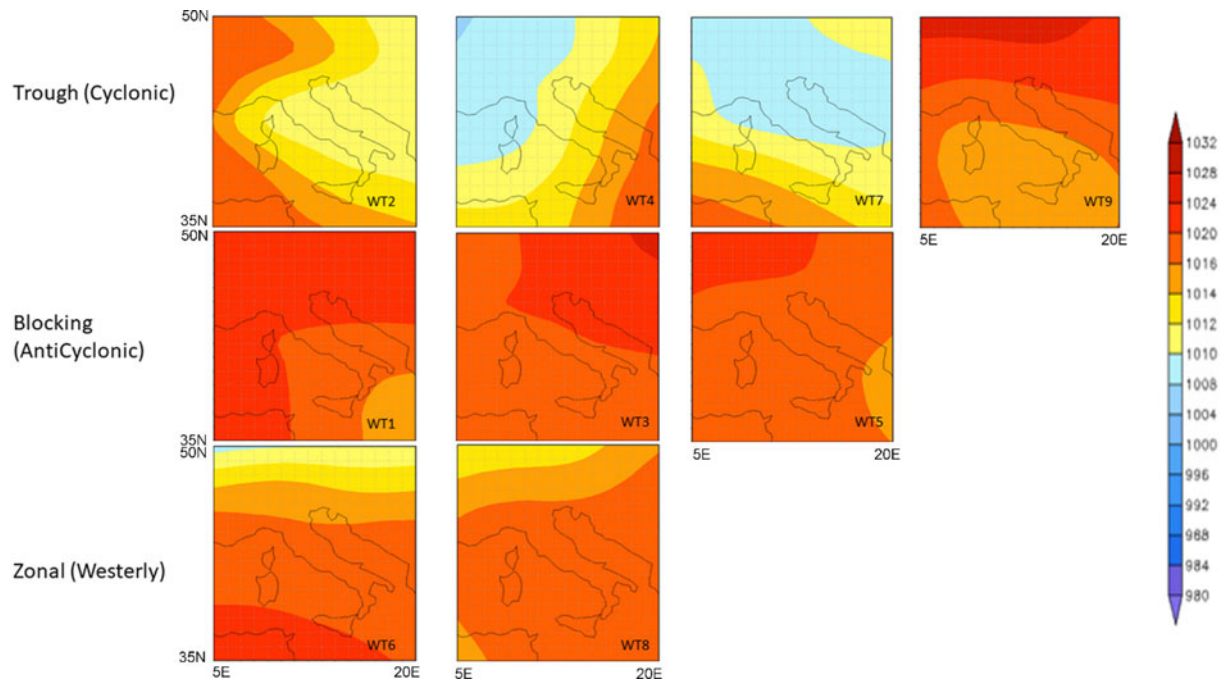 50N
Trough (Cyclonic)
WT2
WT4
WT7
WT9
35N
5E
20E
1032
1028
1024
1020
1016
1014
1012
1010
1008
1004
1000
996
992
988
984
980
50N
Blocking
(AntiCyclonic)
WT1
WT3
WT5
35N
5E
20E
50N
Zonal (Westerly)
WT6
WT8
35N
5E
20E
5E
20E